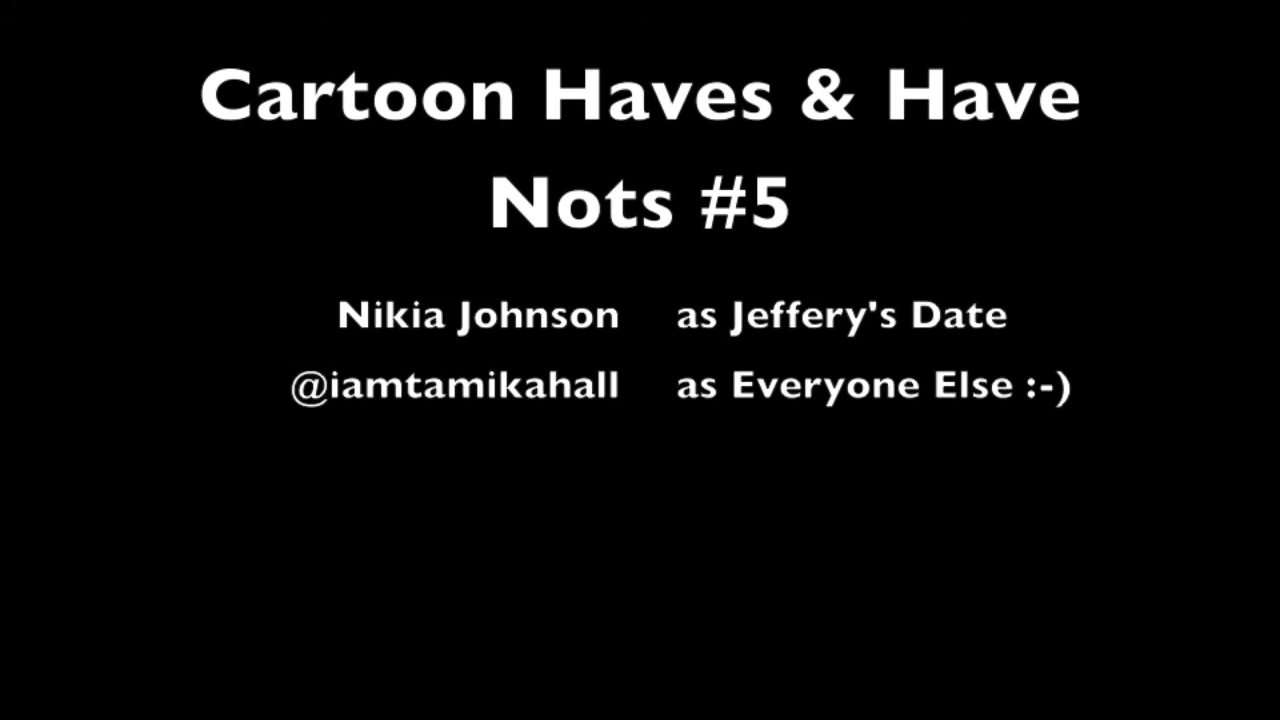 Cartoon Haves & Have
Nots #5
Nikia Johnson as Jeffery's Date
@iamtamikahall as Everyone Else :-)